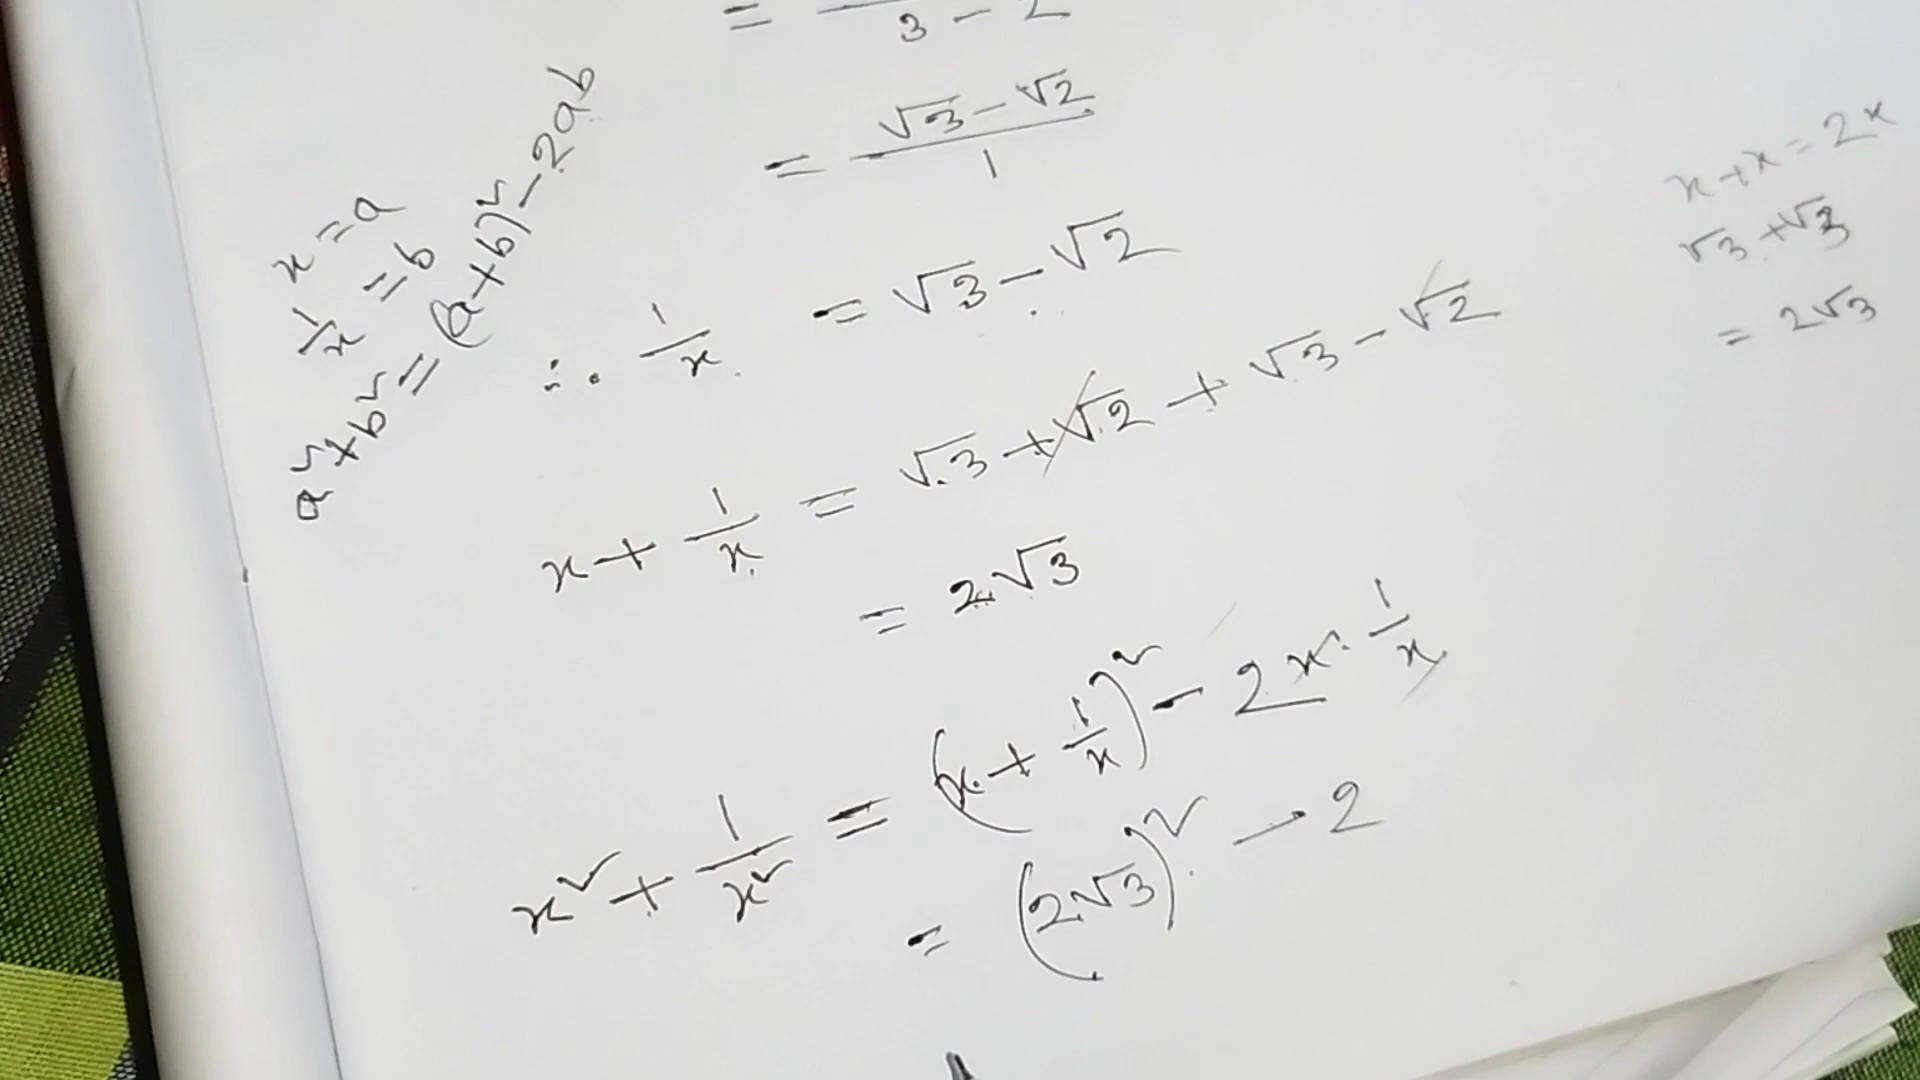 = 3 - 2
= (√3 - √2)/1
∴ 1/x = √3 - √2
x + 1/x = √3 + √2 + √3 - √2
= 2√3
x² + 1/x² = (x + 1/x)² - 2x · 1/x
= (2√3)² - 2
x = a
1/x = b
a² + b² = (a+b)² - 2ab
x + x = 2x
√3 + √3
= 2√3